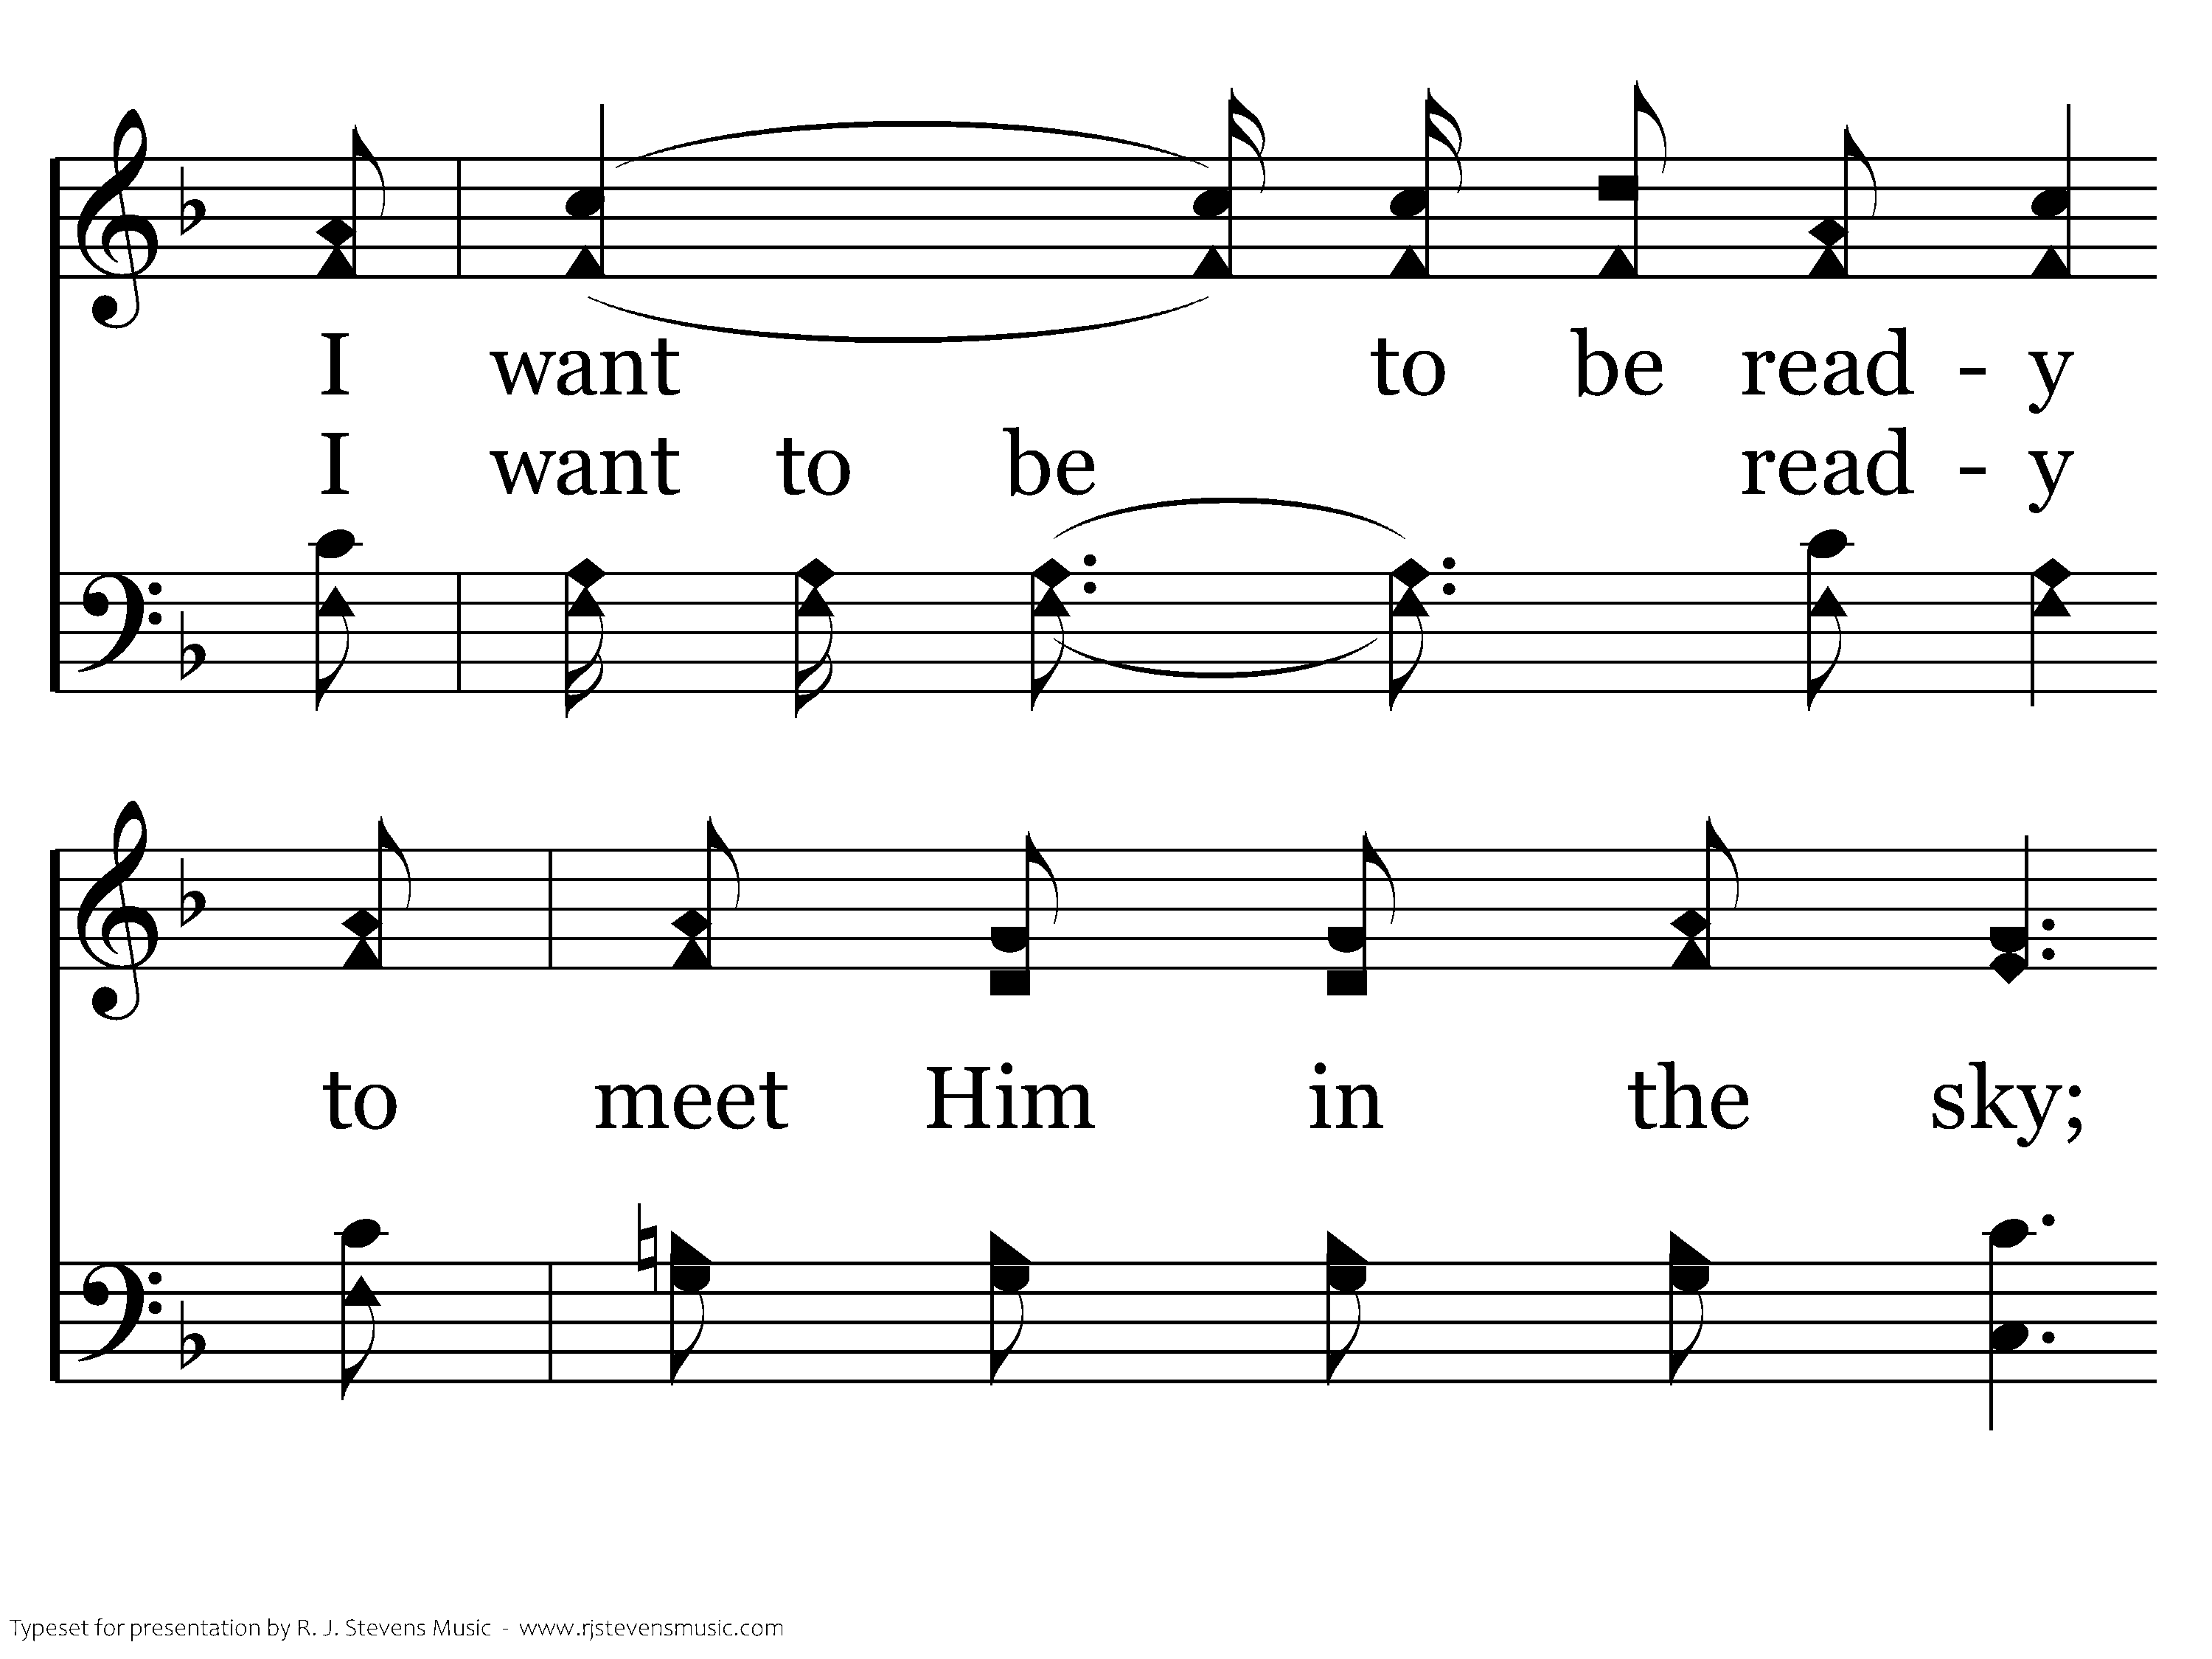 I want to be read - y
I want to be read - y
to meet Him in the sky;
Typeset for presentation by R. J. Stevens Music - www.rjstevensmusic.com